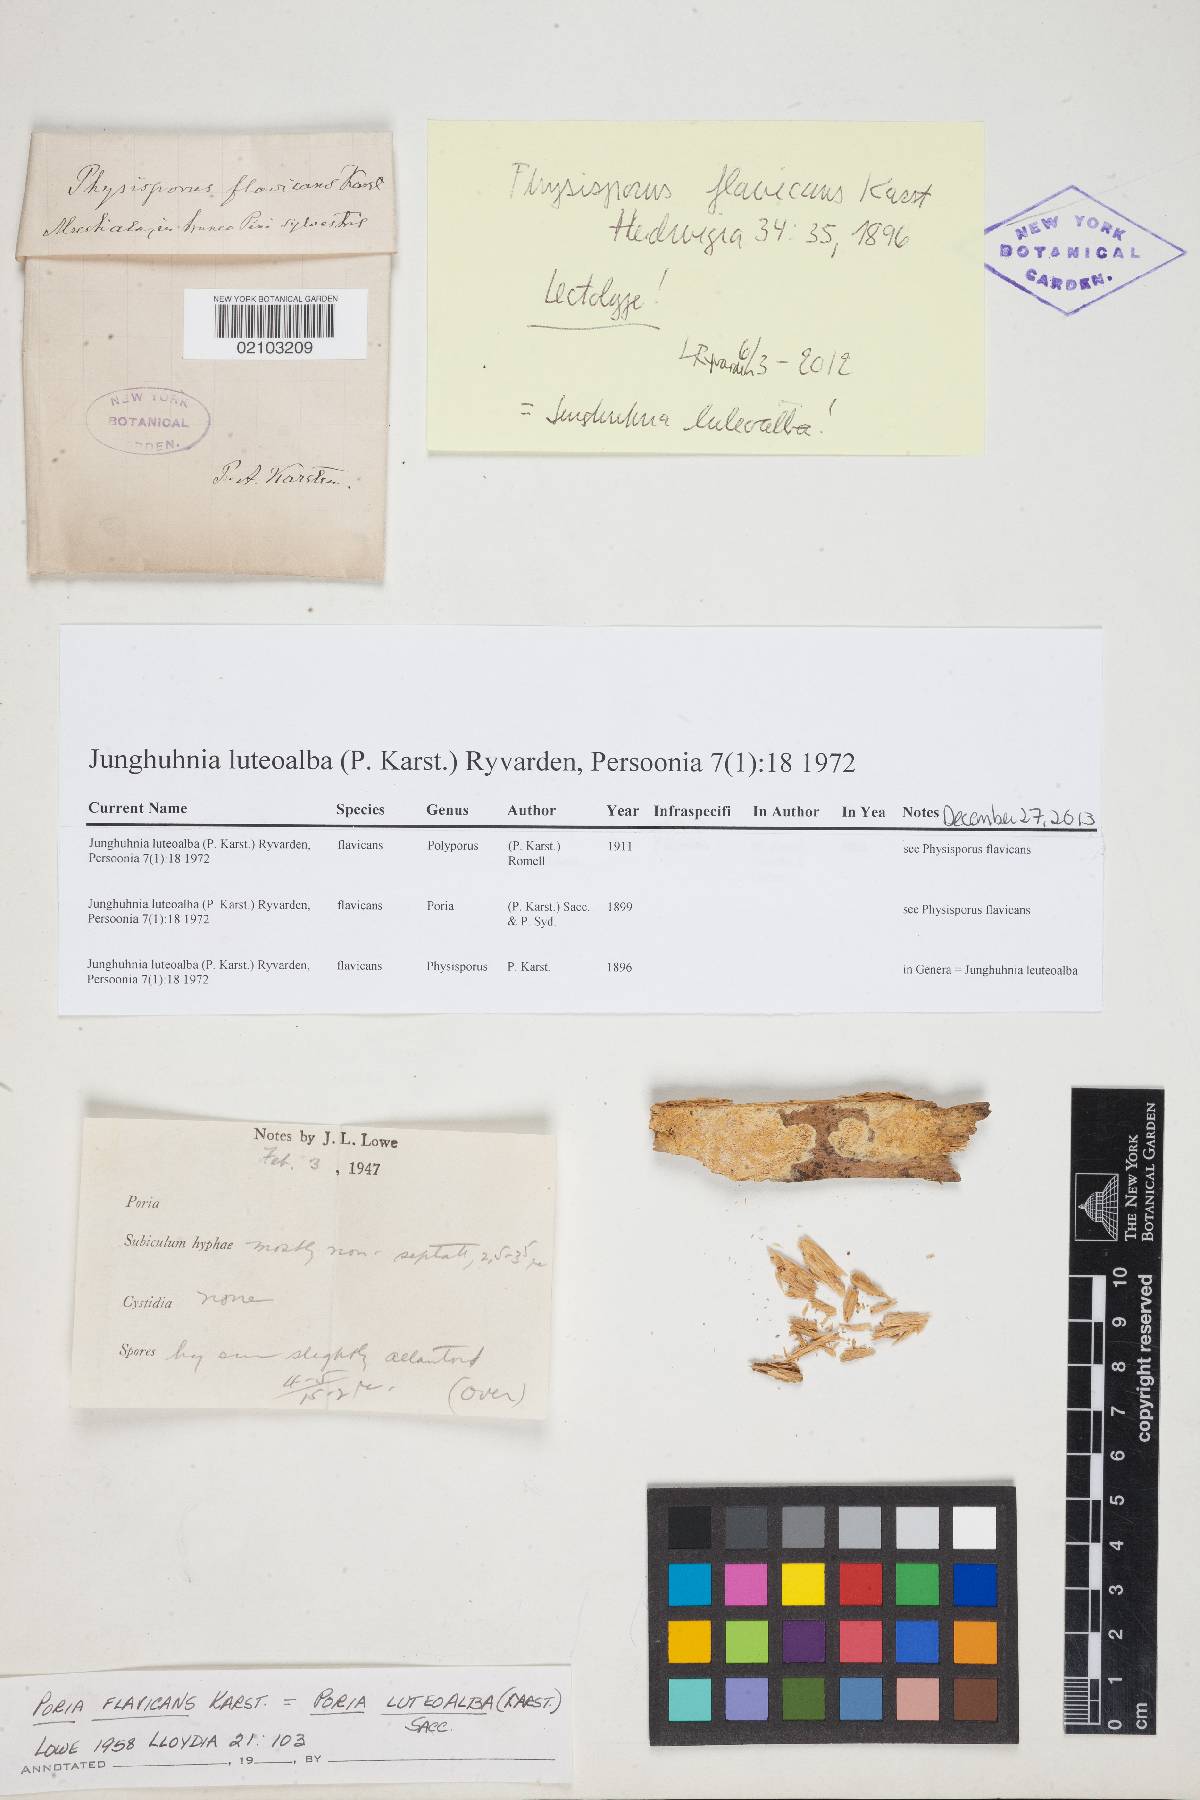 Physisporus flavicans Karst
in trunco Pini sylvestris
NEW YORK BOTANICAL GARDEN
02103209
NEW YORK
BOTANICAL
GARDEN.
P. A. Karsten.
Physisporus flavicans Karst
Hedwigia 34: 35, 1896
Lectotype!
L Ryvarden 6/3 - 2012
= Junghuhnia luteoalba!
NEW YORK
BOTANICAL
GARDEN.
Junghuhnia luteoalba (P. Karst.) Ryvarden, Persoonia 7(1):18 1972
Current Name Species Genus Author Year Infraspecifi In Author In Yea Notes December 27, 2013
Junghuhnia luteoalba (P. Karst.) Ryvarden, flavicans Polyporus (P. Karst.) 1911 see Physisporus flavicans
Persoonia 7(1):18 1972 Romell
Junghuhnia luteoalba (P. Karst.) Ryvarden, flavicans Poria (P. Karst.) Sacc. 1899 see Physisporus flavicans
Persoonia 7(1):18 1972 & P. Syd.
Junghuhnia luteoalba (P. Karst.) Ryvarden, flavicans Physisporus P. Karst. 1896 in Genera = Junghuhnia leuteoalba
Persoonia 7(1):18 1972
Notes by J. L. Lowe
Feb. 3, 1947
Poria
Subiculum hyphae mostly non-septate, 2.5-3.5 µ
Cystidia none
Spores slightly allantoid
4-5
1.5-2 µ.
(over)
PORIA FLAVICANS KARST. = PORIA LUTEOALBA (KARST.)
SACC.
LOWE 1958 LLOYDIA 21: 103
ANNOTATED , 19 , BY
THE NEW YORK
BOTANICAL GARDEN
copyright reserved
10
9
8
7
6
5
4
3
2
1
0
cm